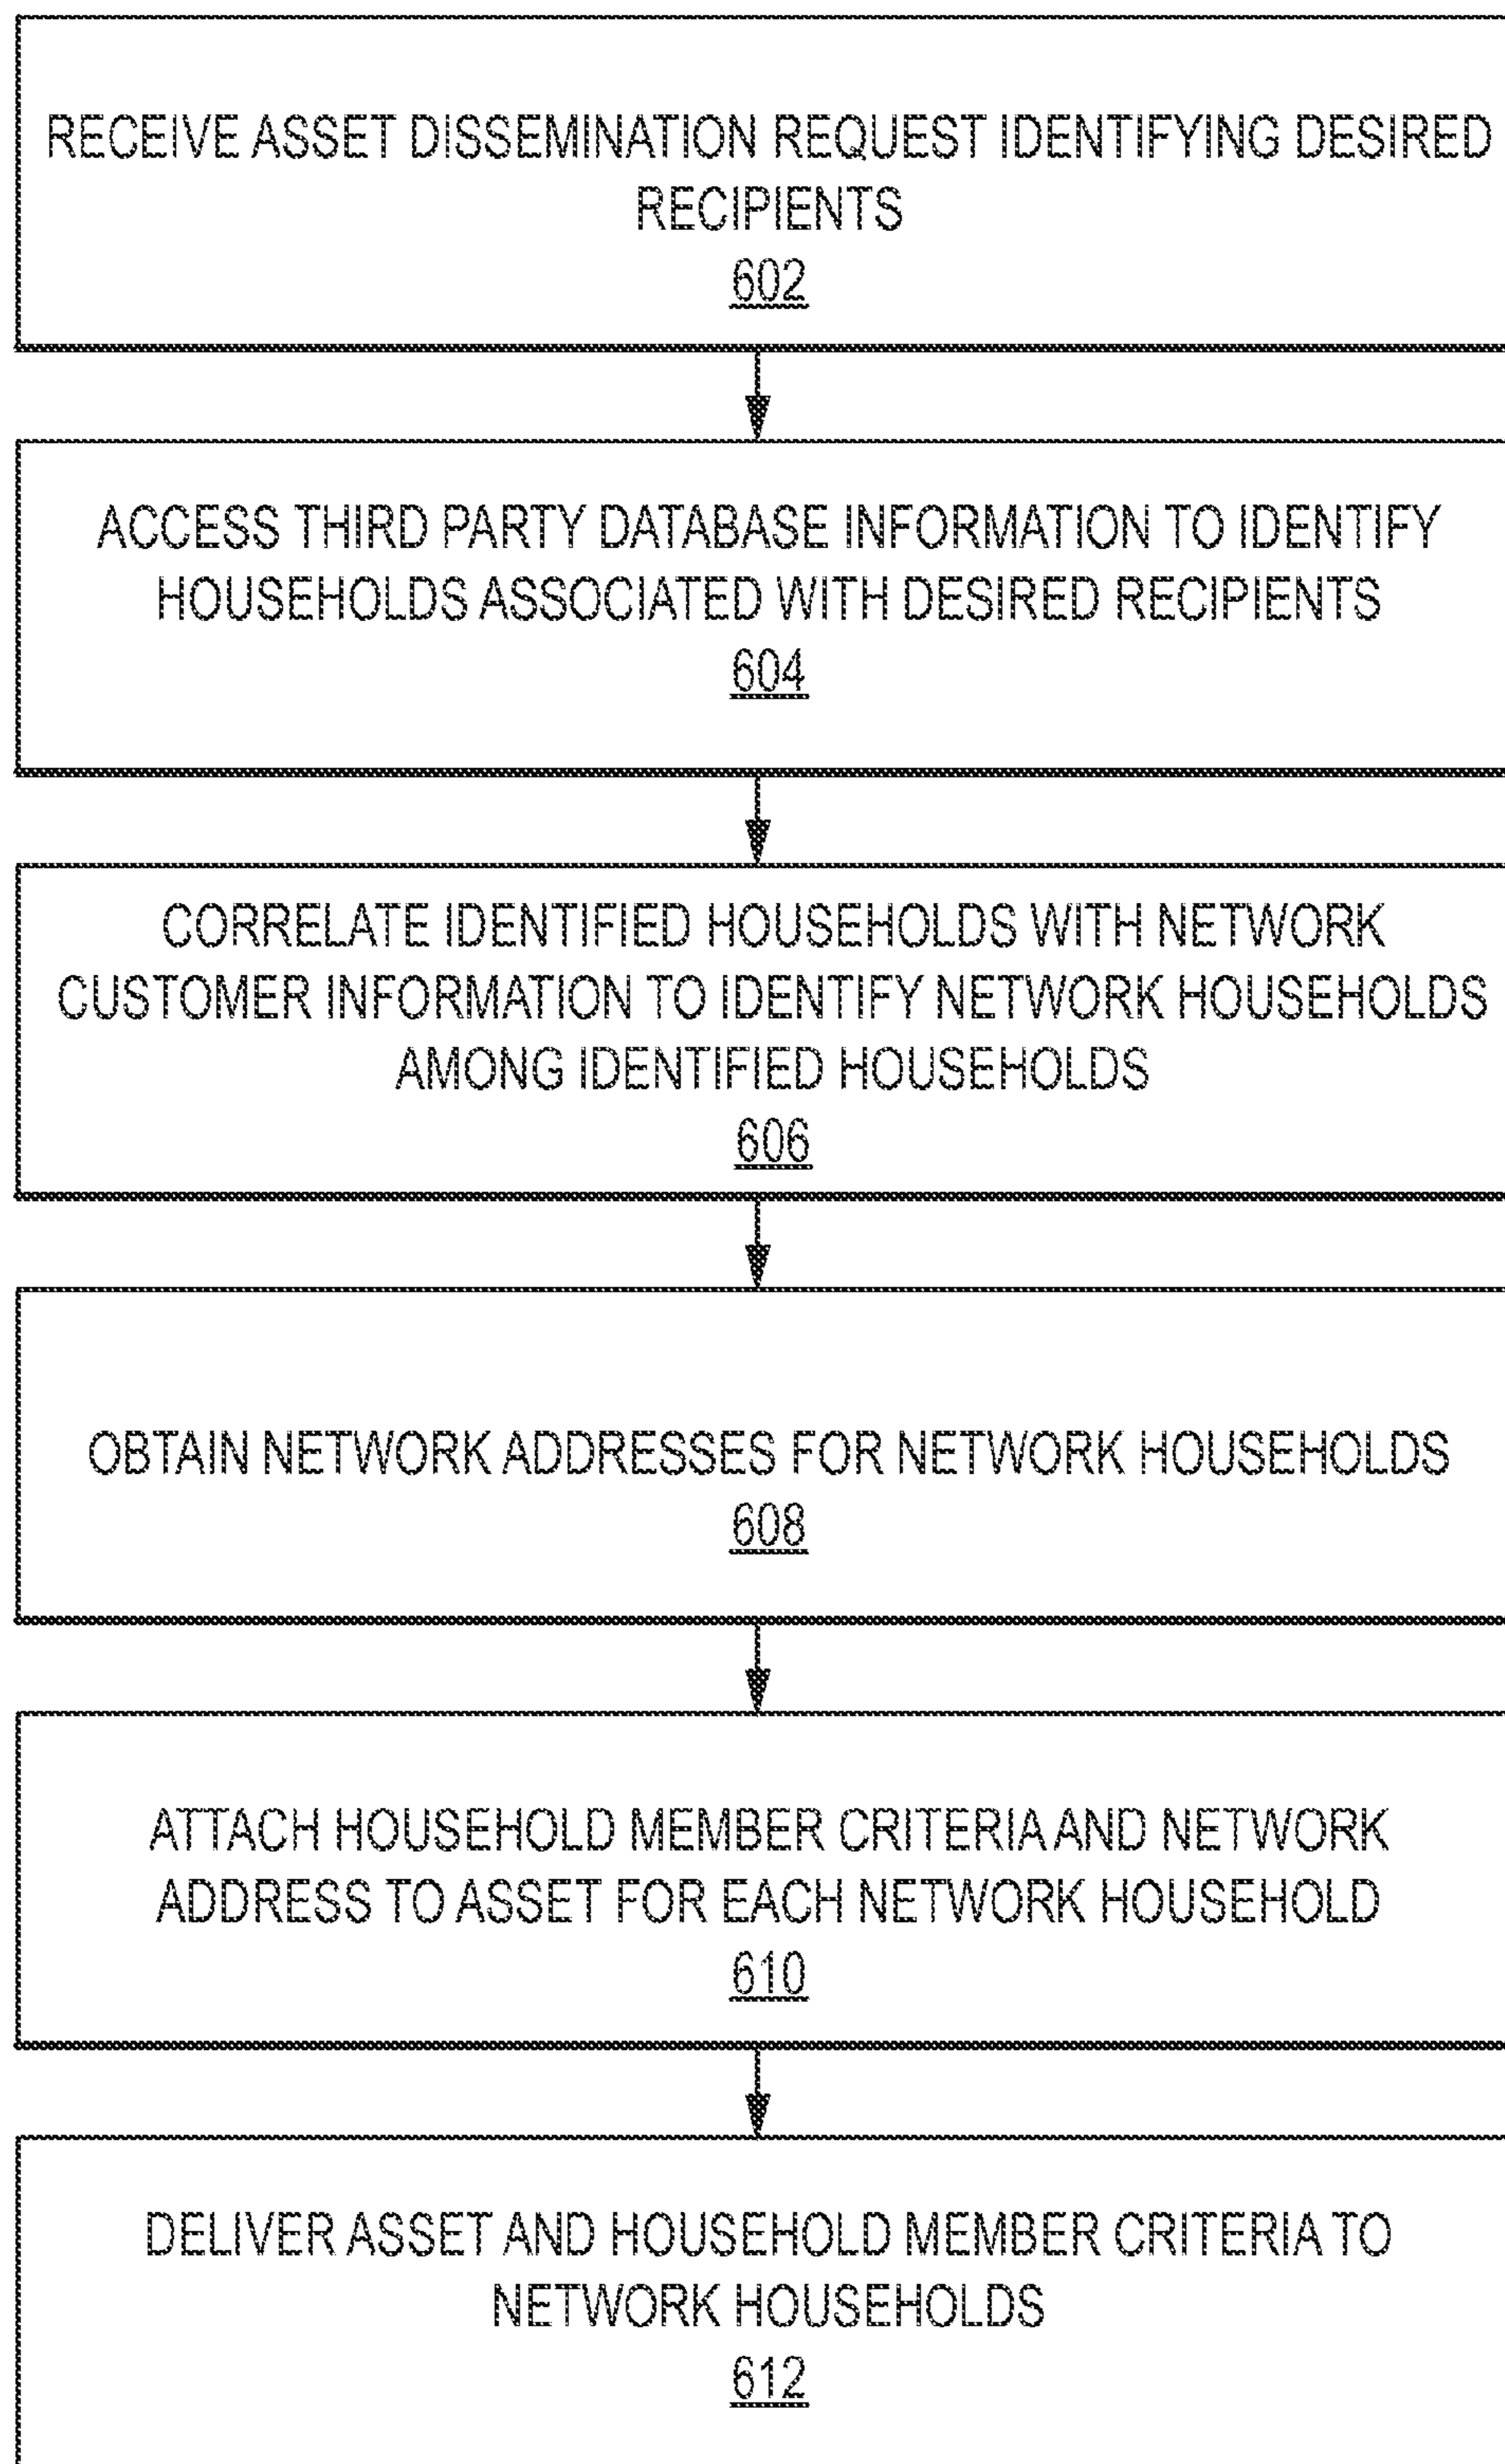 RECEIVE ASSET DISSEMINATION REQUEST IDENTIFYING DESIRED
RECIPIENTS
602
ACCESS THIRD PARTY DATABASE INFORMATION TO IDENTIFY
HOUSEHOLDS ASSOCIATED WITH DESIRED RECIPIENTS
604
CORRELATE IDENTIFIED HOUSEHOLDS WITH NETWORK
CUSTOMER INFORMATION TO IDENTIFY NETWORK HOUSEHOLDS
AMONG IDENTIFIED HOUSEHOLDS
606
OBTAIN NETWORK ADDRESSES FOR NETWORK HOUSEHOLDS
608
ATTACH HOUSEHOLD MEMBER CRITERIA AND NETWORK
ADDRESS TO ASSET FOR EACH NETWORK HOUSEHOLD
610
DELIVER ASSET AND HOUSEHOLD MEMBER CRITERIA TO
NETWORK HOUSEHOLDS
612